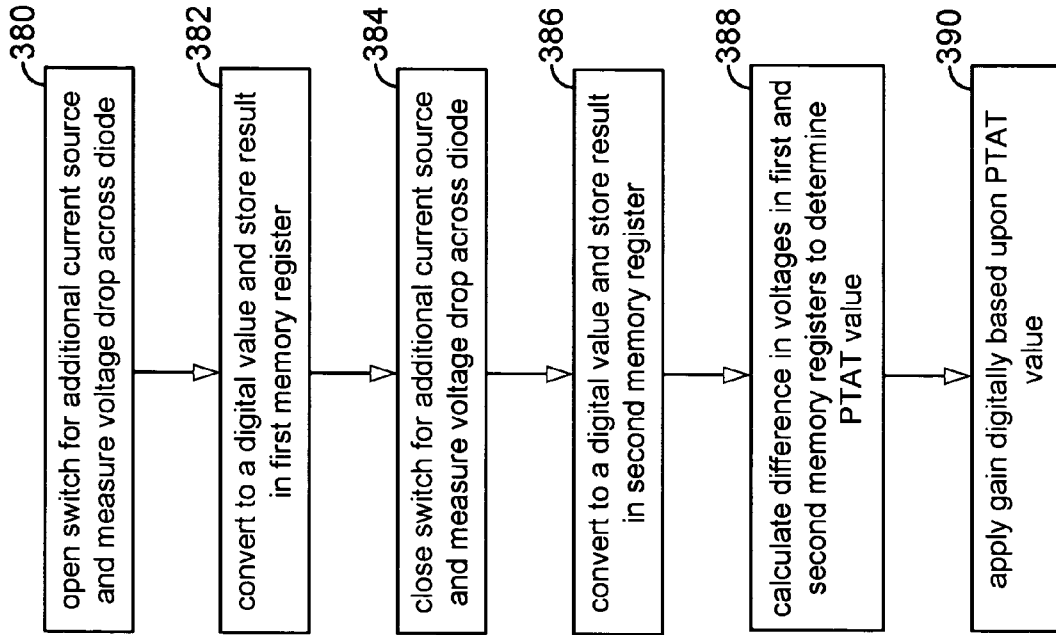 380
open switch for additional current source
and measure voltage drop across diode
382
convert to a digital value and store result
in first memory register
384
close switch for additional current source
and measure voltage drop across diode
386
convert to a digital value and store result
in second memory register
388
calculate difference in voltages in first and
second memory registers to determine
PTAT value
390
apply gain digitally based upon PTAT
value